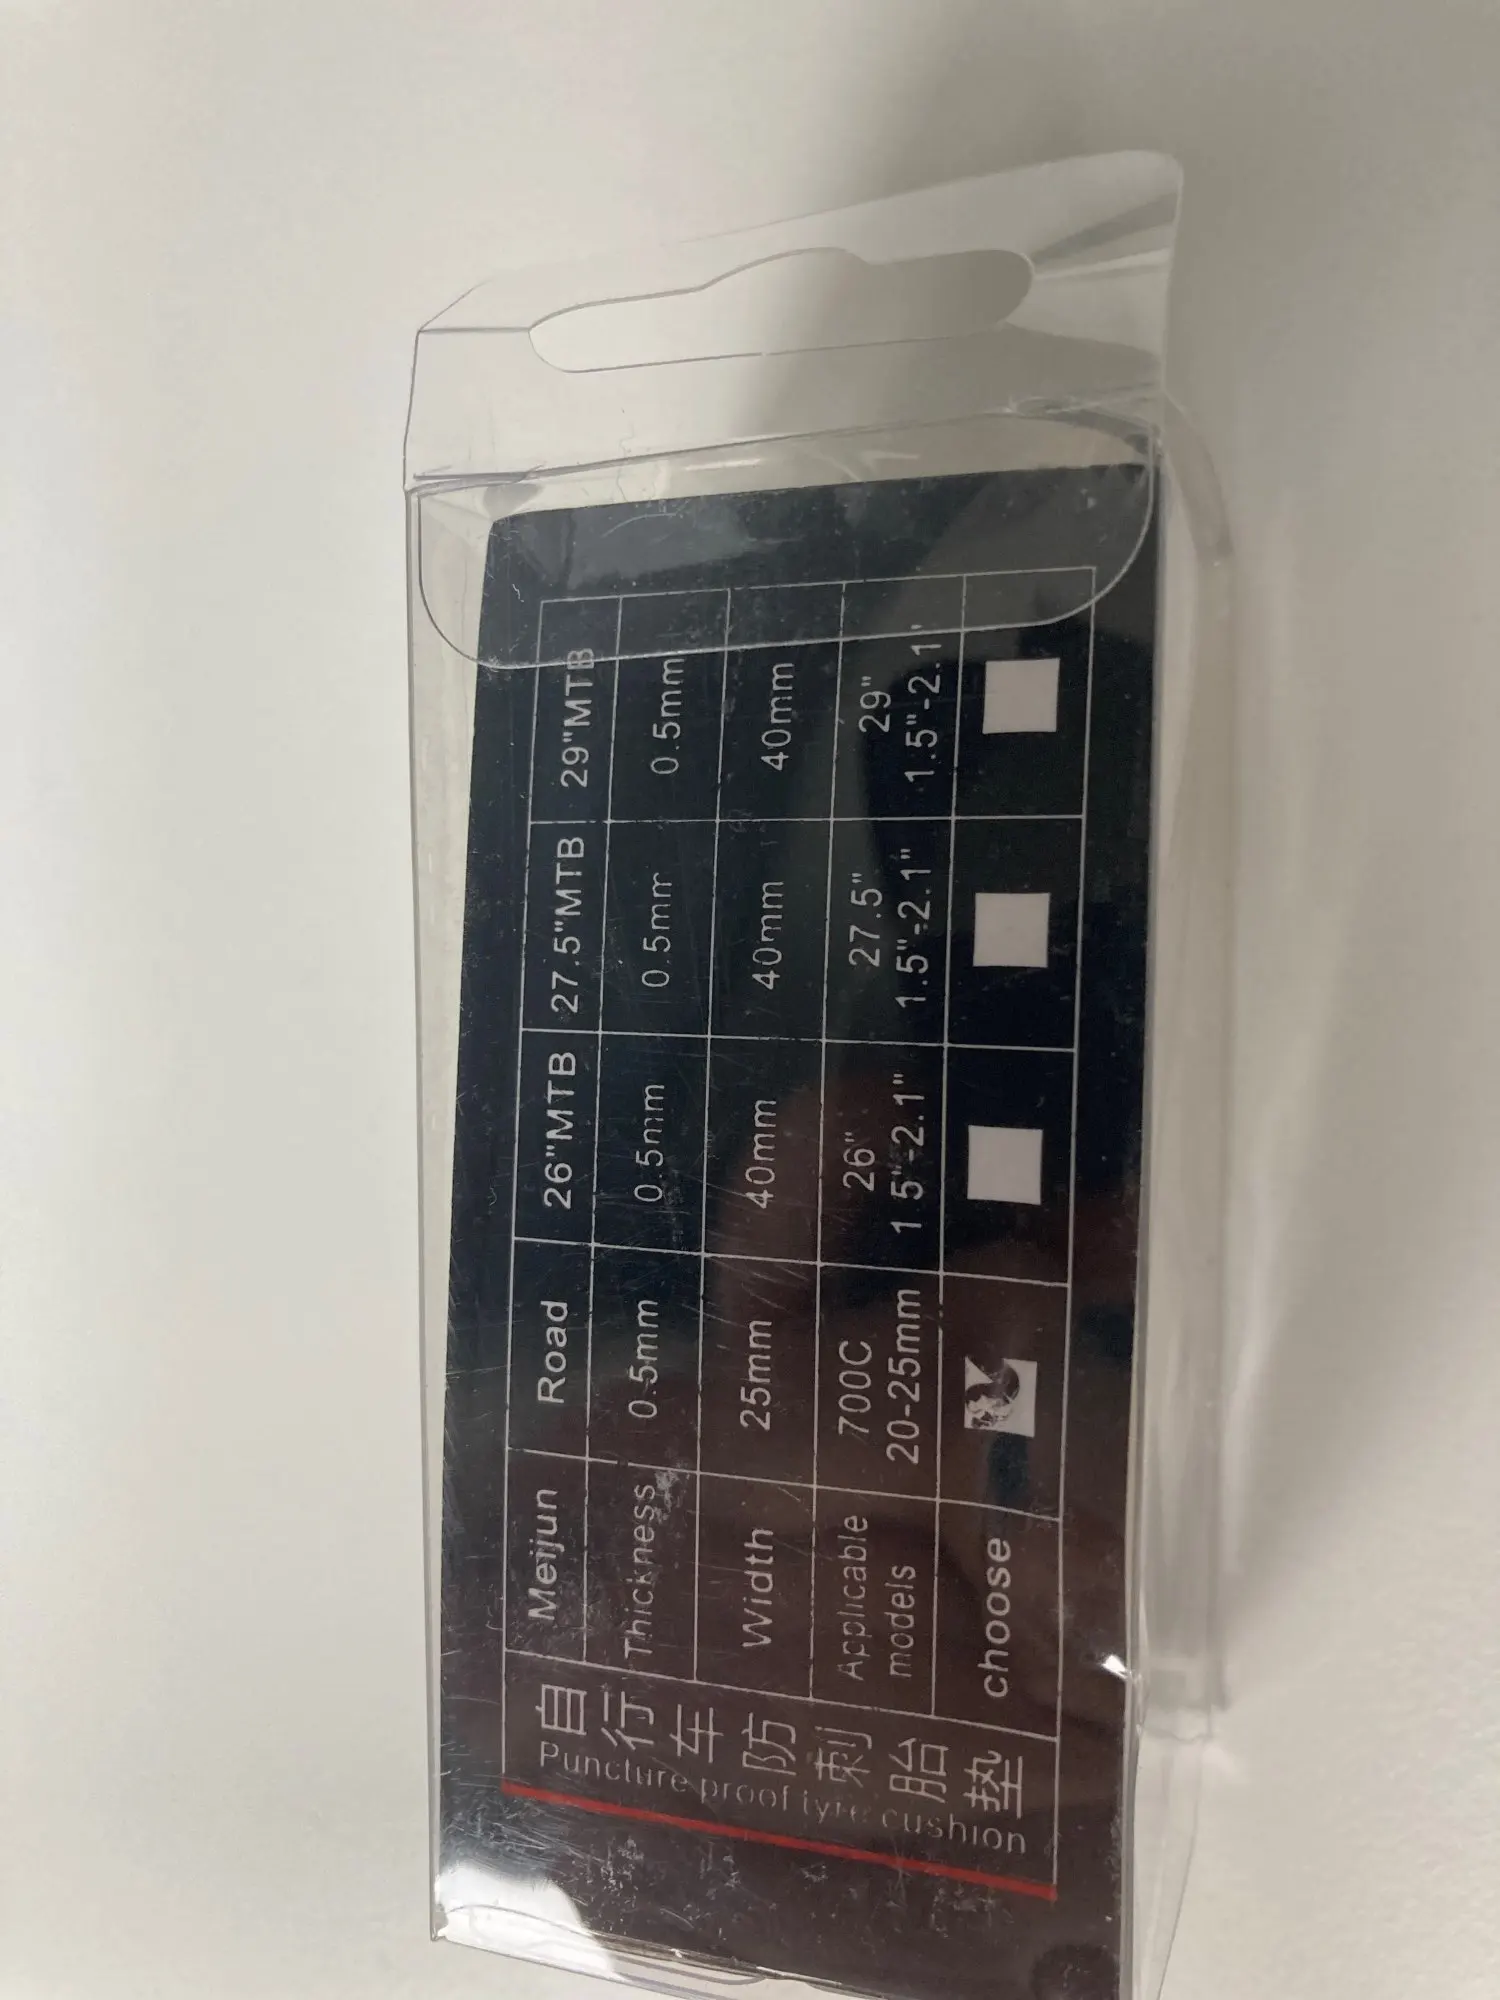 自行车防刺胎垫
Puncture proof tyre cushion
Meijun Road 26"MTB 27.5"MTB 29"MTB
Thickness 0.5mm 0.5mm 0.5mm 0.5mm
Width 25mm 40mm 40mm 40mm
Applicable 700C 26" 27.5" 29"
models 20-25mm 1.5"-2.1" 1.5"-2.1" 1.5"-2.1"
choose